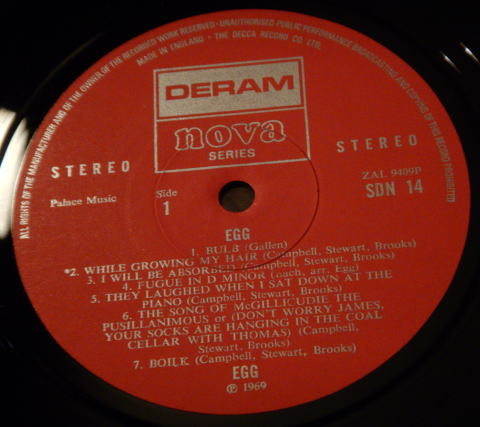 ALL RIGHTS OF THE MANUFACTURER AND OF THE OWNER OF THE RECORDED WORK RESERVED · UNAUTHORISED PUBLIC PERFORMANCE BROADCASTING AND COPYING OF THIS RECORD PROHIBITED
MADE IN ENGLAND · THE DECCA RECORD CO, LTD.
DERAM
nova
SERIES
STEREO
STEREO
Palace Music
Side
1
ZAL 9409P
SDN 14
EGG
1. BULB (Gallen)
*2. WHILE GROWING MY HAIR (Campbell, Stewart, Brooks)
3. I WILL BE ABSORBED (Campbell, Stewart, Brooks)
4. FUGUE IN D MINOR (Bach, arr. Egg)
5. THEY LAUGHED WHEN I SAT DOWN AT THE
PIANO (Campbell, Stewart, Brooks)
6. THE SONG OF McGILLICUDIE THE
PUSILLANIMOUS or (DON'T WORRY JAMES,
YOUR SOCKS ARE HANGING IN THE COAL
CELLAR WITH THOMAS) (Campbell,
Stewart, Brooks)
7. BOILK (Campbell, Stewart, Brooks)
EGG
℗ 1969